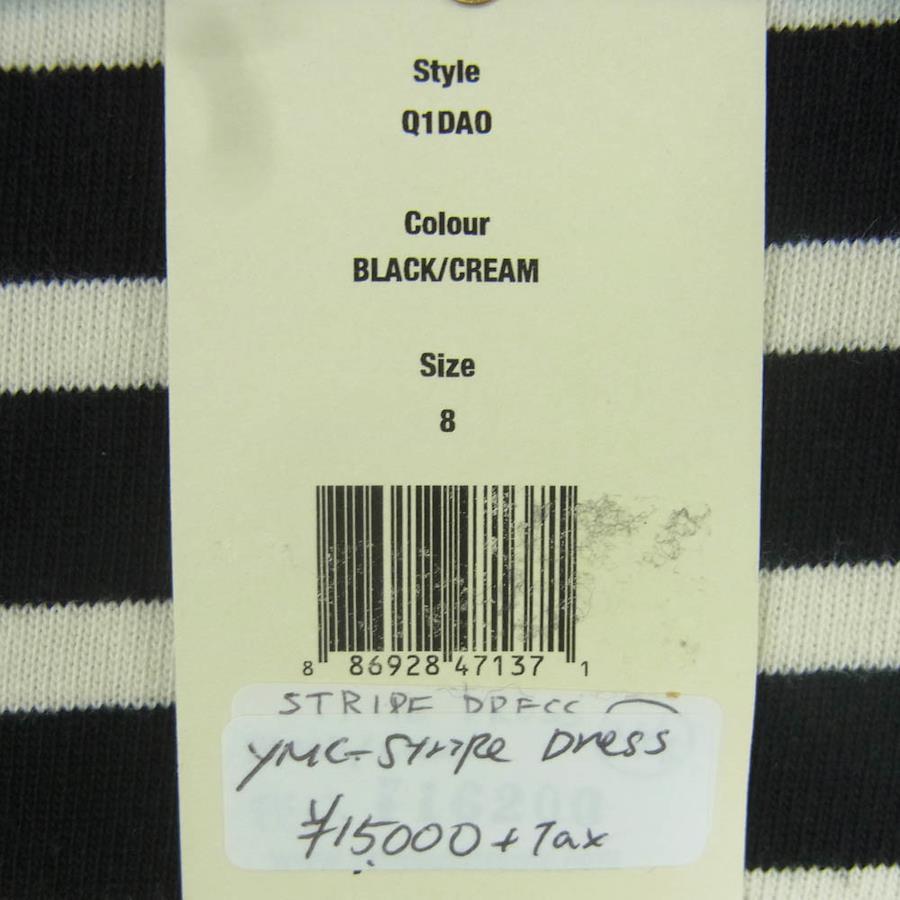 Style
Q1DAO
Colour
BLACK/CREAM
Size
8
8 86928 47137 1
STRIPE DRESS
YMC-Stripe Dress
¥15000 + Tax